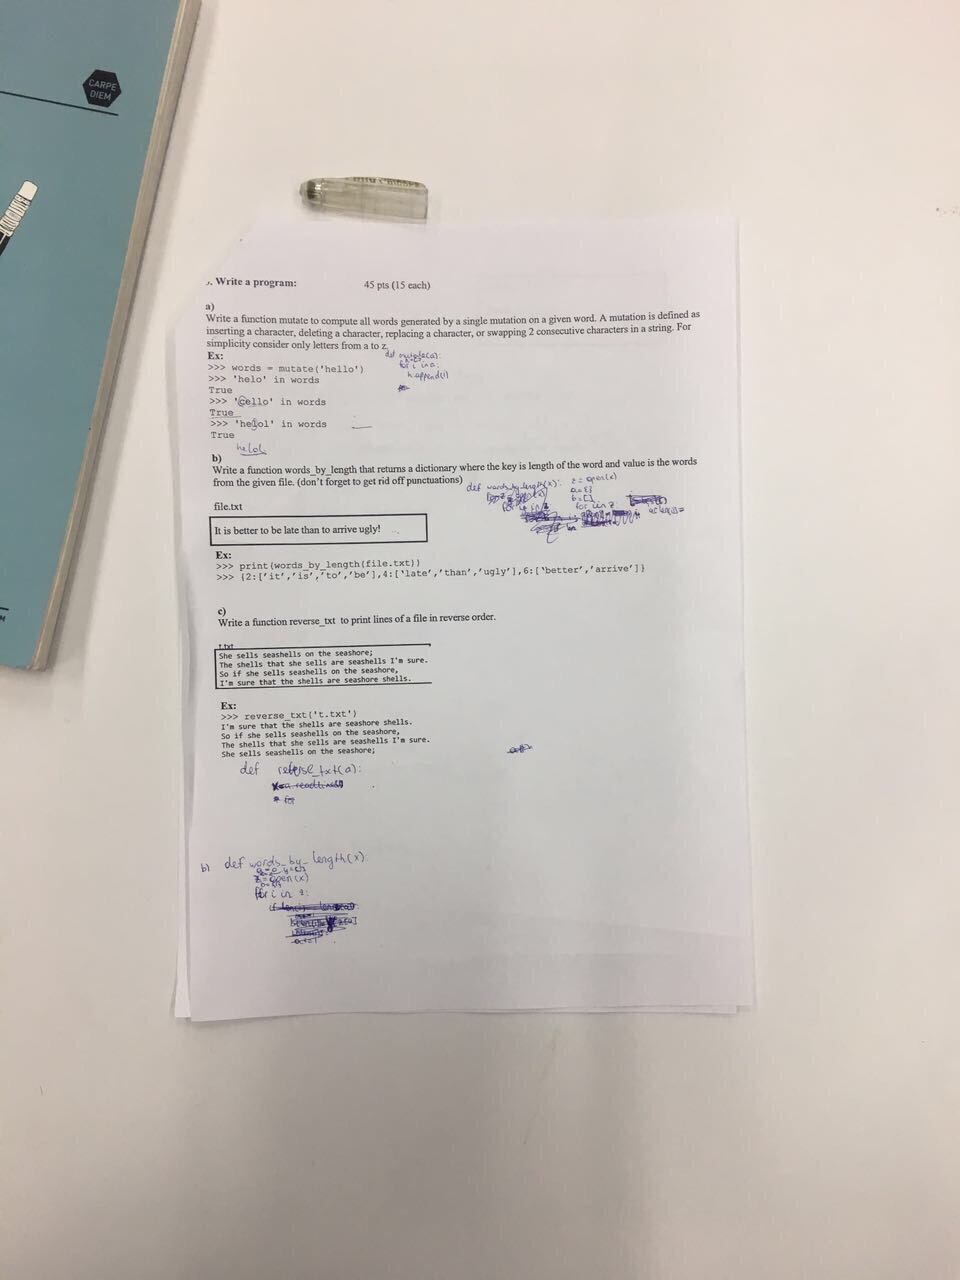 CARPE
DIEM
. Write a program: 45 pts (15 each)
a)
Write a function mutate to compute all words generated by a single mutation on a given word. A mutation is defined as
inserting a character, deleting a character, replacing a character, or swapping 2 consecutive characters in a string. For
simplicity consider only letters from a to z.
Ex:
def mutate(a):
>>> words = mutate('hello')
for i in a:
>>> 'helo' in words
h.append(i)
True
>>> 'cello' in words
True
>>> 'helol' in words
True
helol
b)
Write a function words_by_length that returns a dictionary where the key is length of the word and value is the words
from the given file. (don't forget to get rid off punctuations)
def words_by_length(x):
z = open(x)
a={}
b=[]
for i in z
file.txt
It is better to be late than to arrive ugly!
Ex:
>>> print(words_by_length(file.txt))
>>> {2:['it','is','to','be'],4:['late','than','ugly'],6:['better','arrive']}
c)
Write a function reverse_txt to print lines of a file in reverse order.
t.txt
She sells seashells on the seashore;
The shells that she sells are seashells I'm sure.
So if she sells seashells on the seashore,
I'm sure that the shells are seashore shells.
Ex:
>>> reverse_txt('t.txt')
I'm sure that the shells are seashore shells.
So if she sells seashells on the seashore,
The shells that she sells are seashells I'm sure.
She sells seashells on the seashore;
def reverse_txt(a):
for
b) def words_by_length(x):
z=open(x)
for i in z: